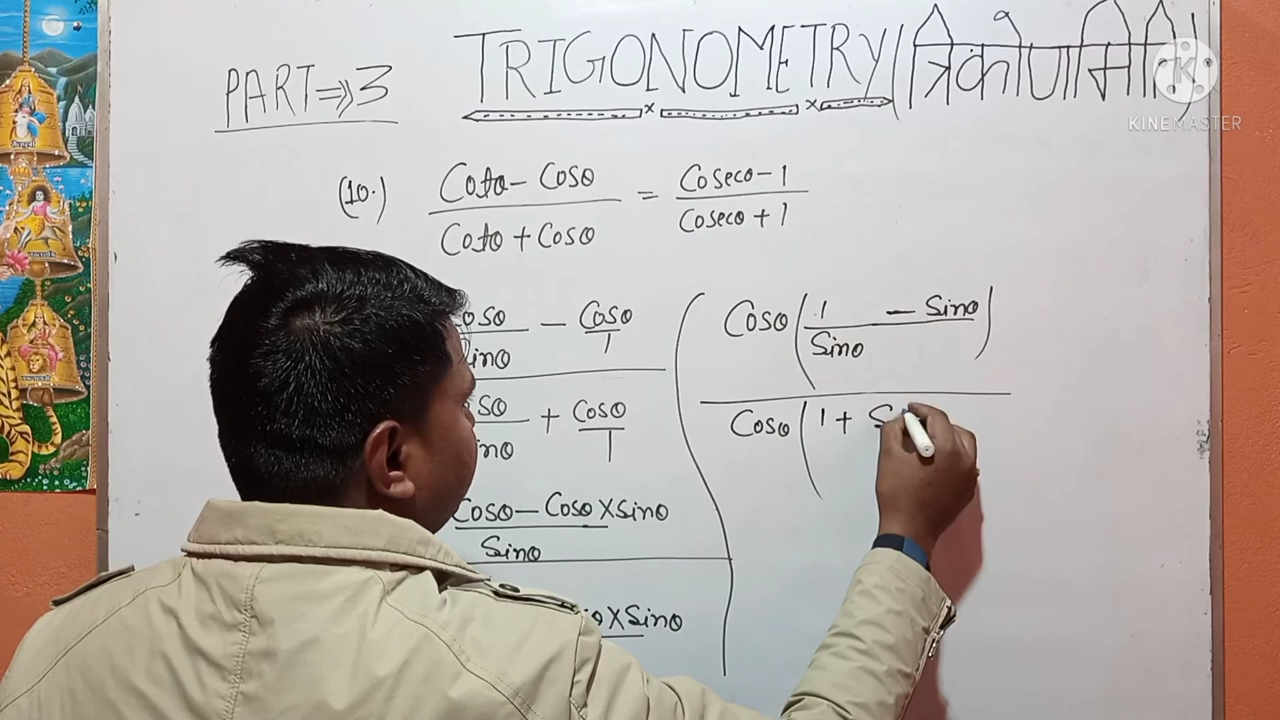 TRIGONOMETRY (त्रिकोणमिति)
PART⇒3
KINEMASTER
(10.) Cotθ - Cosθ / Cotθ + Cosθ = Cosecθ - 1 / Cosecθ + 1
- Cosθ / 1
+ Cosθ / 1
Cosθ - Cosθ × Sinθ
Sinθ
× Sinθ
Cosθ ( 1 - Sinθ )
Sinθ
Cosθ ( 1 +